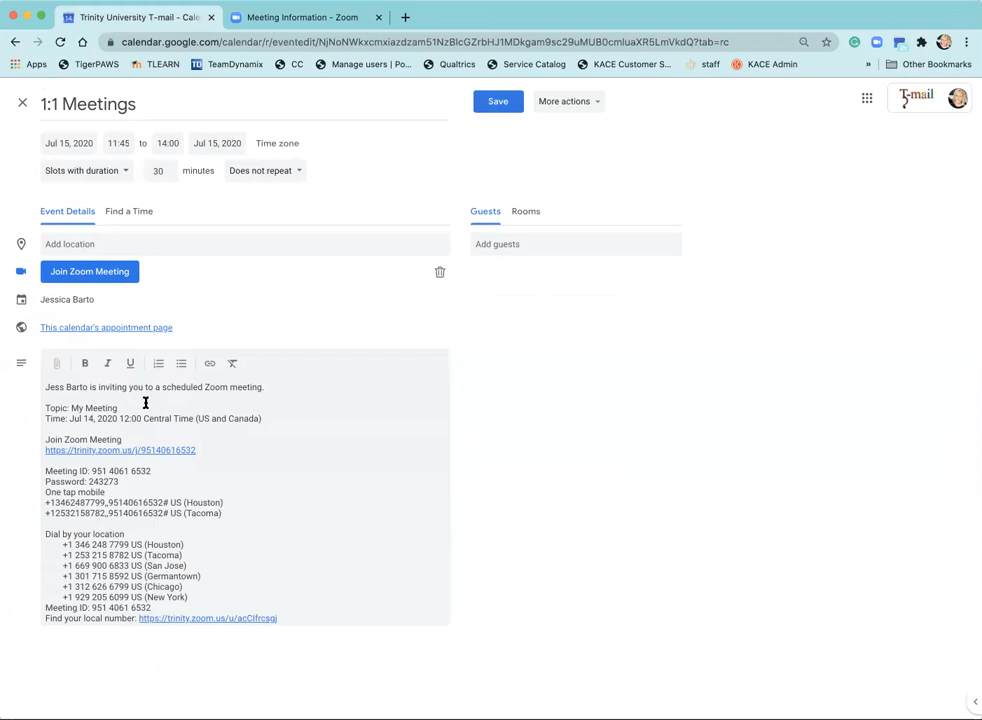 Trinity University T-mail - Cale
Meeting Information - Zoom
calendar.google.com/calendar/r/eventedit/NjNoNWkxcmxiazdzam51NzBlcGZrbHJ1MDkgam9sc29uMUB0cmluaXR5LmVkdQ?tab=rc
Apps TigerPAWS TLEARN TeamDynamix CC Manage users | Po... Qualtrics Service Catalog KACE Customer S... staff KACE Admin » Other Bookmarks
1:1 Meetings
Save
More actions
T-mail
Jul 15, 2020 11:45 to 14:00 Jul 15, 2020 Time zone
Slots with duration 30 minutes Does not repeat
Event Details Find a Time
Guests Rooms
Add location
Add guests
Join Zoom Meeting
Jessica Barto
This calendar's appointment page
B I U
Jess Barto is inviting you to a scheduled Zoom meeting.
Topic: My Meeting
Time: Jul 14, 2020 12:00 Central Time (US and Canada)
Join Zoom Meeting
https://trinity.zoom.us/j/95140616532
Meeting ID: 951 4061 6532
Password: 243273
One tap mobile
+13462487799,,95140616532# US (Houston)
+12532158782,,95140616532# US (Tacoma)
Dial by your location
+1 346 248 7799 US (Houston)
+1 253 215 8782 US (Tacoma)
+1 669 900 6833 US (San Jose)
+1 301 715 8592 US (Germantown)
+1 312 626 6799 US (Chicago)
+1 929 205 6099 US (New York)
Meeting ID: 951 4061 6532
Find your local number: https://trinity.zoom.us/u/acCIfrcsgj